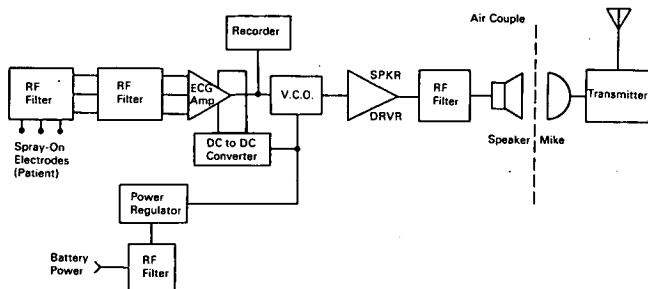 Air Couple
Recorder
RF
Filter
RF
Filter
ECG
Amp
V.C.O.
SPKR
DRVR
RF
Filter
Transmitter
Speaker
Mike
DC to DC
Converter
Spray-On
Electrodes
(Patient)
Power
Regulator
Battery
Power
RF
Filter